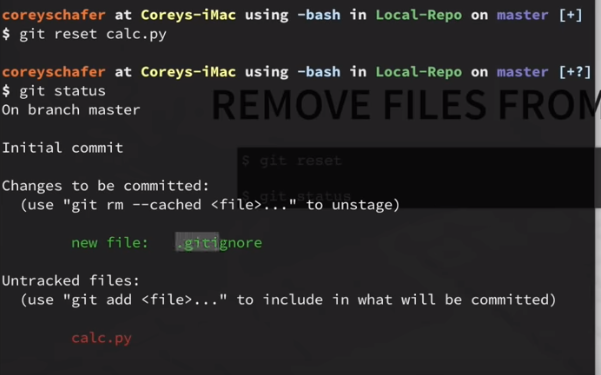 coreyschafer at Coreys-iMac using -bash in Local-Repo on master [+]
$ git reset calc.py
coreyschafer at Coreys-iMac using -bash in Local-Repo on master [+?]
$ git status
On branch master
REMOVE FILES FROM
Initial commit
$ git reset
Changes to be committed:
$ git status
(use "git rm --cached <file>..." to unstage)
new file: .gitignore
Untracked files:
(use "git add <file>..." to include in what will be committed)
calc.py